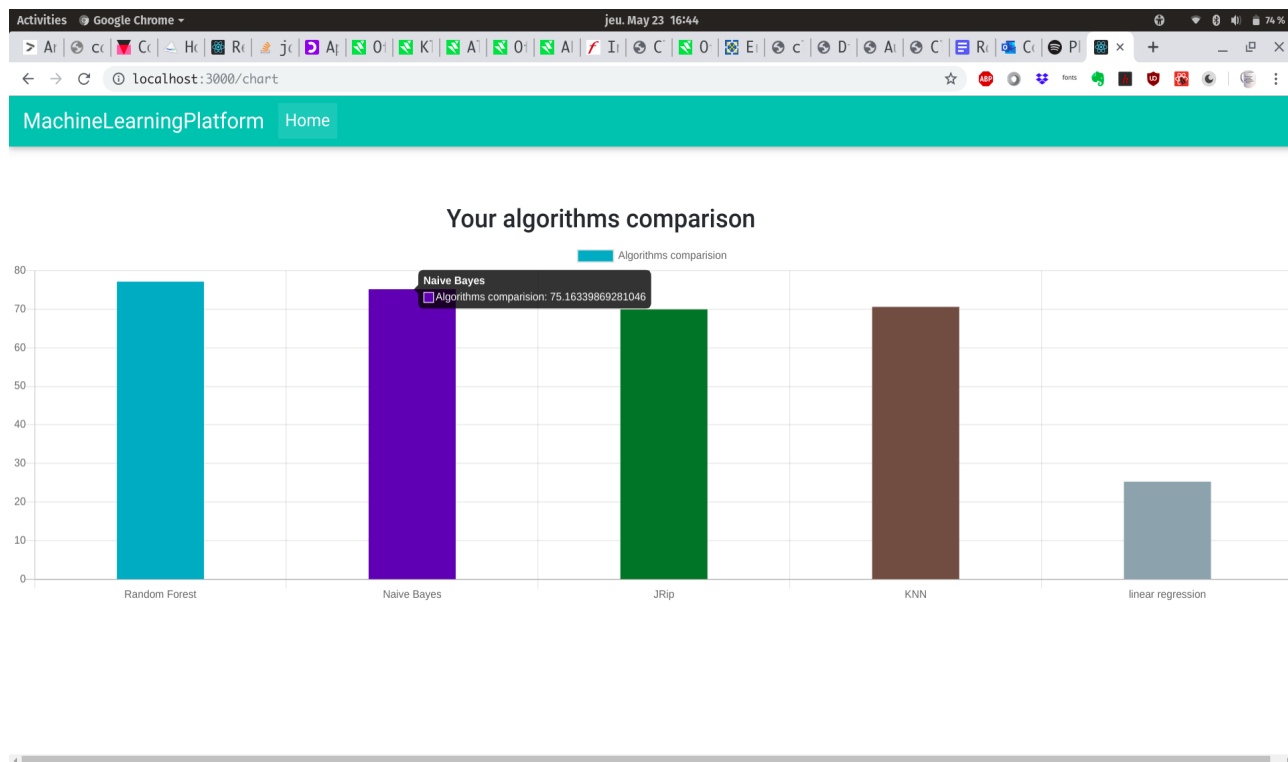 Activities Google Chrome jeu. May 23 16:44 74 %
localhost:3000/chart ABP fonts
MachineLearningPlatform Home
Your algorithms comparison
Algorithms comparision
80
70
60
50
40
30
20
10
0
Naive Bayes
Algorithms comparision: 75.16339869281046
Random Forest Naive Bayes JRip KNN linear regression